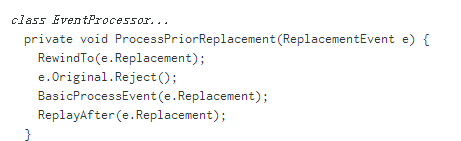 class EventProcessor...
private void ProcessPriorReplacement(ReplacementEvent e) {
RewindTo(e.Replacement);
e.Original.Reject();
BasicProcessEvent(e.Replacement);
ReplayAfter(e.Replacement);
}